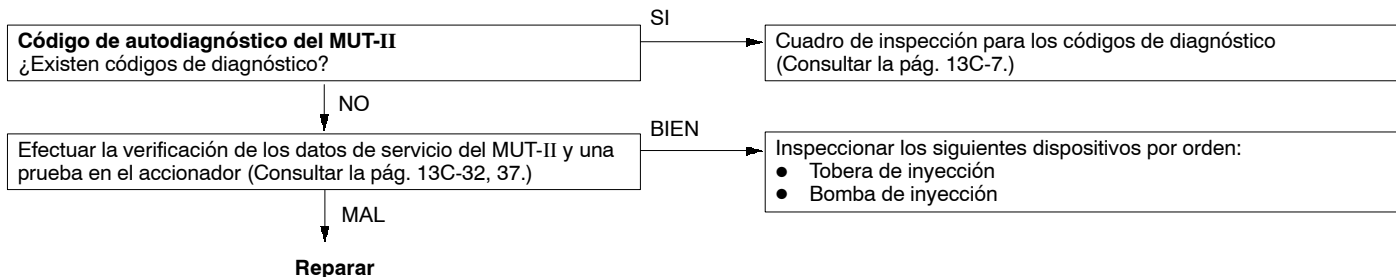 SI
Código de autodiagnóstico del MUT-II
¿Existen códigos de diagnóstico?
Cuadro de inspección para los códigos de diagnóstico
(Consultar la pág. 13C-7.)
NO
BIEN
Efectuar la verificación de los datos de servicio del MUT-II y una
prueba en el accionador (Consultar la pág. 13C-32, 37.)
Inspeccionar los siguientes dispositivos por orden:
● Tobera de inyección
● Bomba de inyección
MAL
Reparar